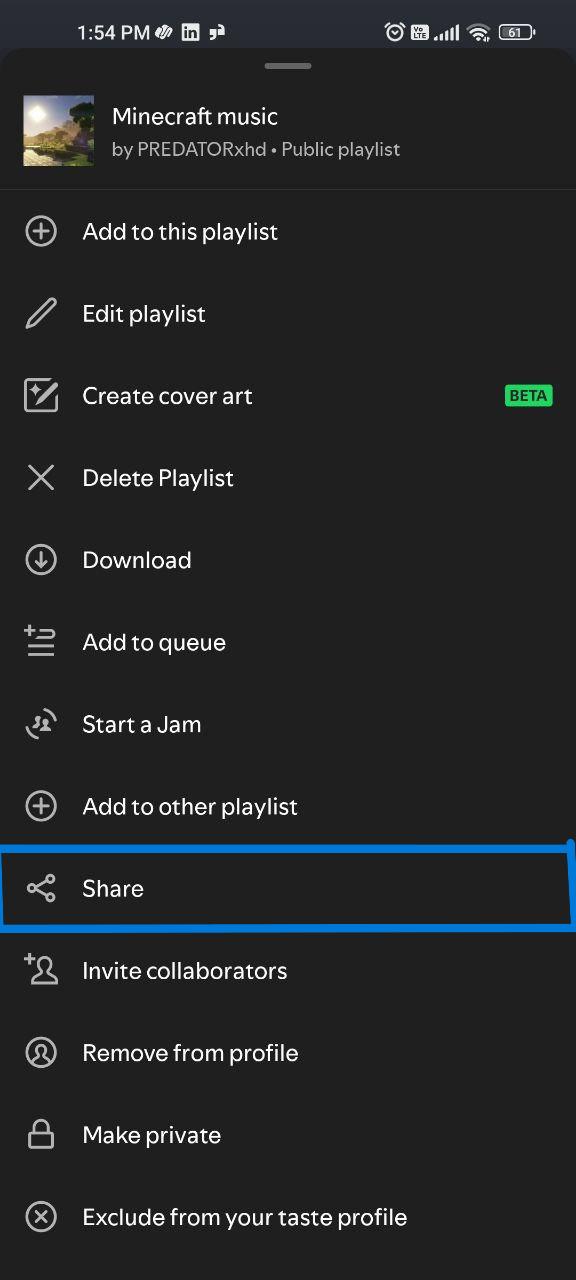 1:54 PM
Vo LTE
61
Minecraft music
by PREDATORxhd • Public playlist
Add to this playlist
Edit playlist
Create cover art
BETA
Delete Playlist
Download
Add to queue
Start a Jam
Add to other playlist
Share
Invite collaborators
Remove from profile
Make private
Exclude from your taste profile